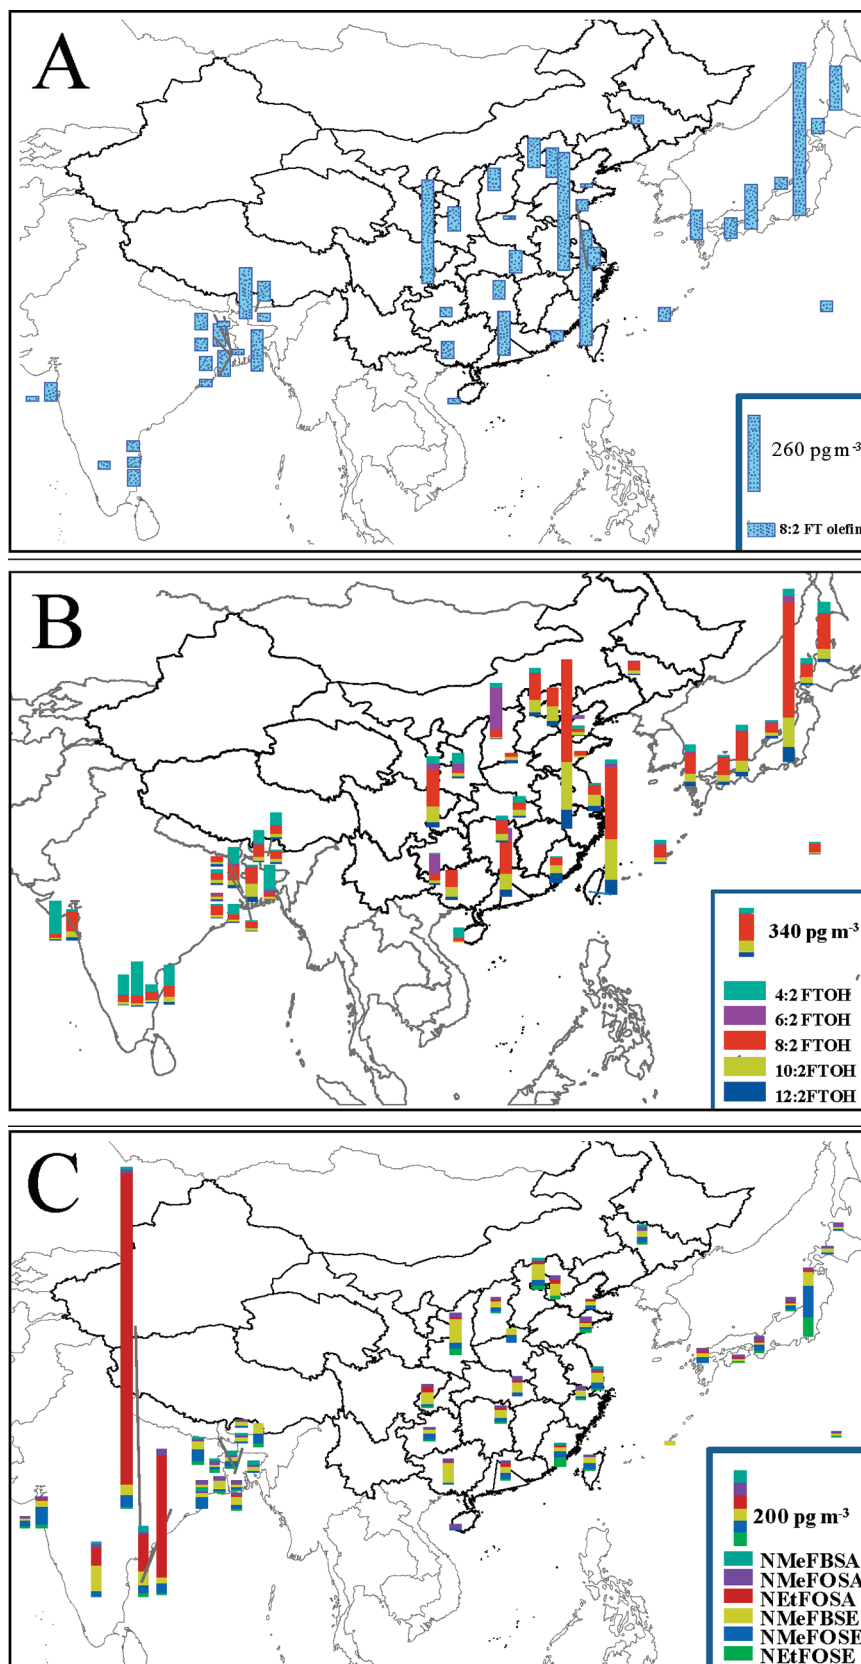 A
260 pg m-3
8:2 FT olefin
B
340 pg m-3
4:2 FTOH
6:2 FTOH
8:2 FTOH
10:2FTOH
12:2FTOH
C
200 pg m-3
NMeFBSA
NMeFOSA
NEtFOSA
NMeFBSE
NMeFOSE
NEtFOSE